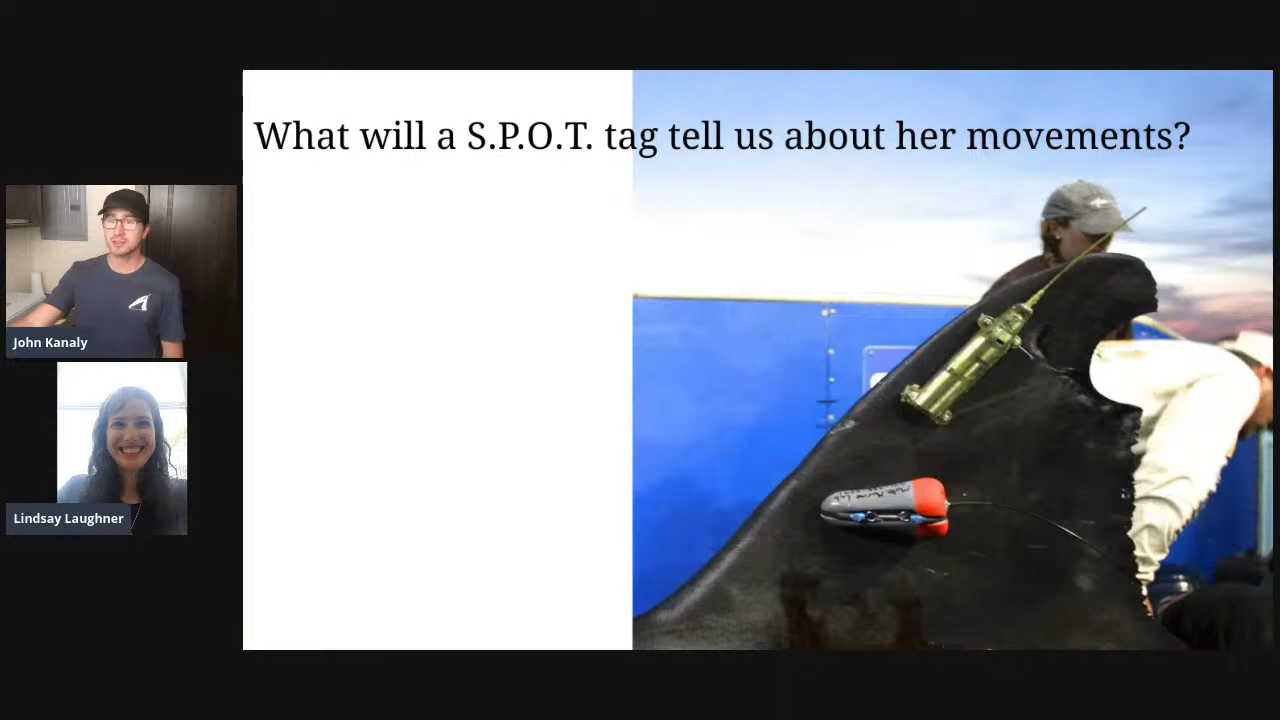 What will a S.P.O.T. tag tell us about her movements?
John Kanaly
Lindsay Laughner